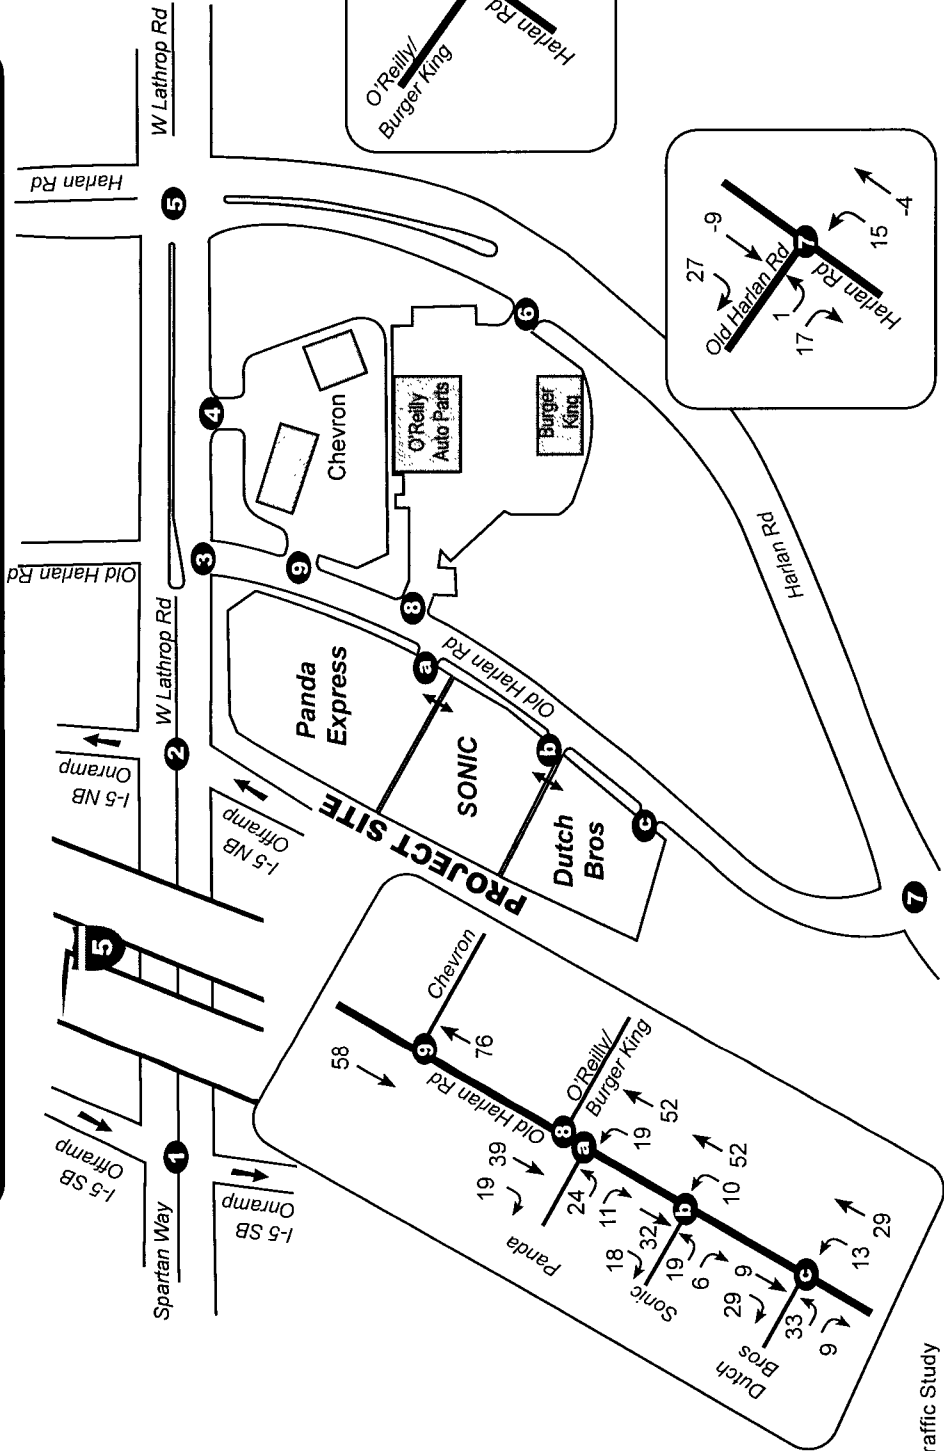 W Lathrop Rd
O'Reilly/
Burger King
Harlan Rd
Harlan Rd
5
27
-9
Old Harlan Rd
7
1
17
Harlan Rd
15
-4
6
4
Chevron
O'Reilly
Auto Parts
Burger
King
Old Harlan Rd
3
9
8
W Lathrop Rd
Panda
Express
a
Old Harlan Rd
SONIC
b
Dutch
Bros
c
PROJECT SITE
Harlan Rd
7
I-5 NB
Onramp
2
I-5 NB
Offramp
5
I-5 SB
Offramp
1
Spartan Way
I-5 SB
Onramp
58
9
Chevron
76
Old Harlan Rd
8
O'Reilly/
Burger King
a
19
39
Panda
24
11
19
52
18
32
b
Sonic
19
6
10
52
29
9
c
Dutch
Bros
33
9
13
29
raffic Study